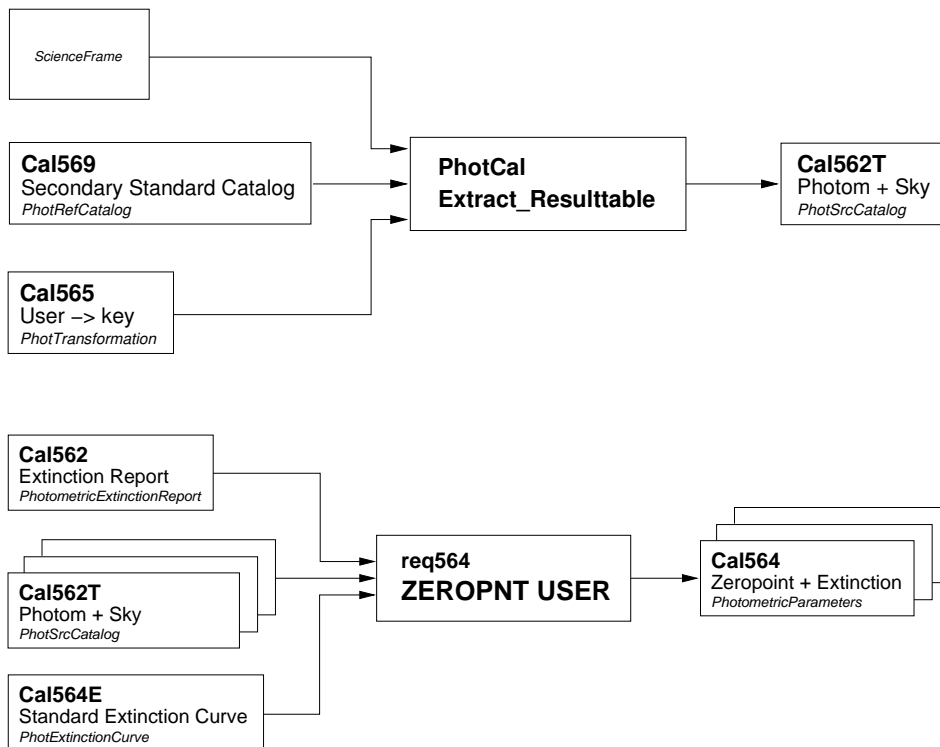 ScienceFrame
Cal569
Secondary Standard Catalog
PhotRefCatalog
Cal565
User −> key
PhotTransformation
PhotCal
Extract_Resulttable
Cal562T
Photom + Sky
PhotSrcCatalog
Cal562
Extinction Report
PhotometricExtinctionReport
Cal562T
Photom + Sky
PhotSrcCatalog
Cal564E
Standard Extinction Curve
PhotExtinctionCurve
req564
ZEROPNT USER
Cal564
Zeropoint + Extinction
PhotometricParameters